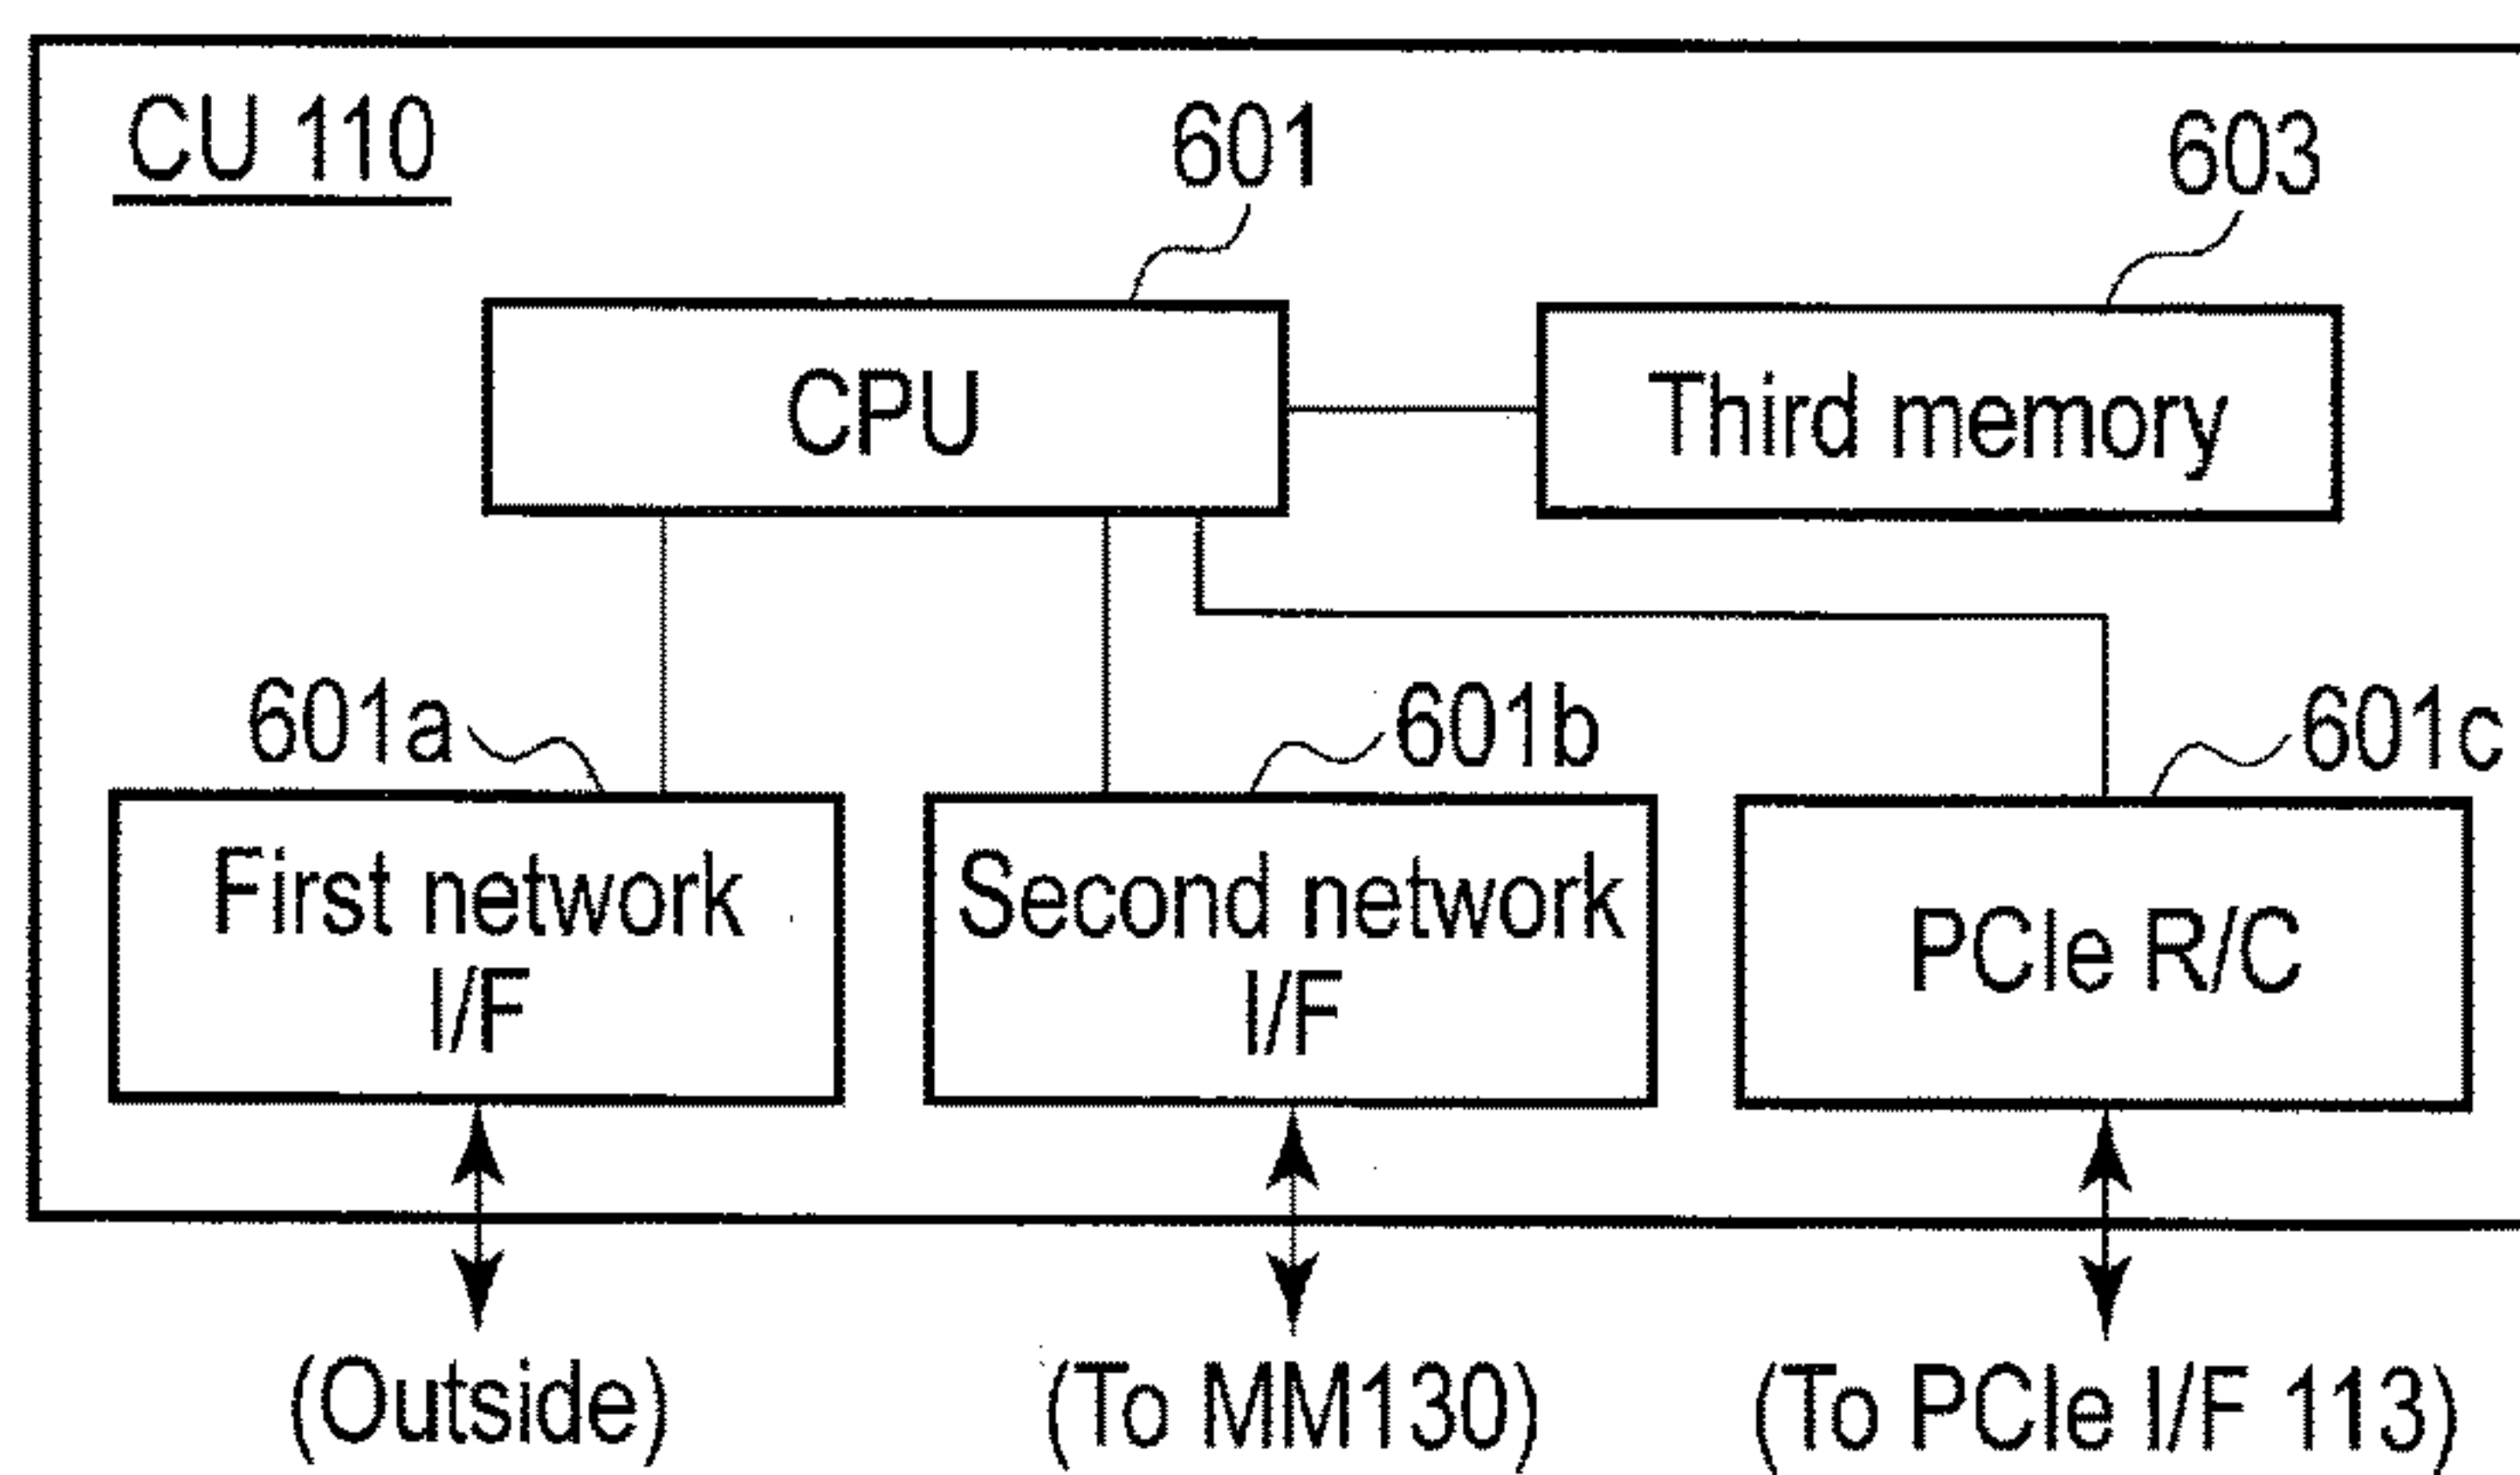 CU 110
601
603
CPU
Third memory
601a
601b
601c
First network
I/F
Second network
I/F
PCIe R/C
(Outside)
(To MM130)
(To PCIe I/F 113)